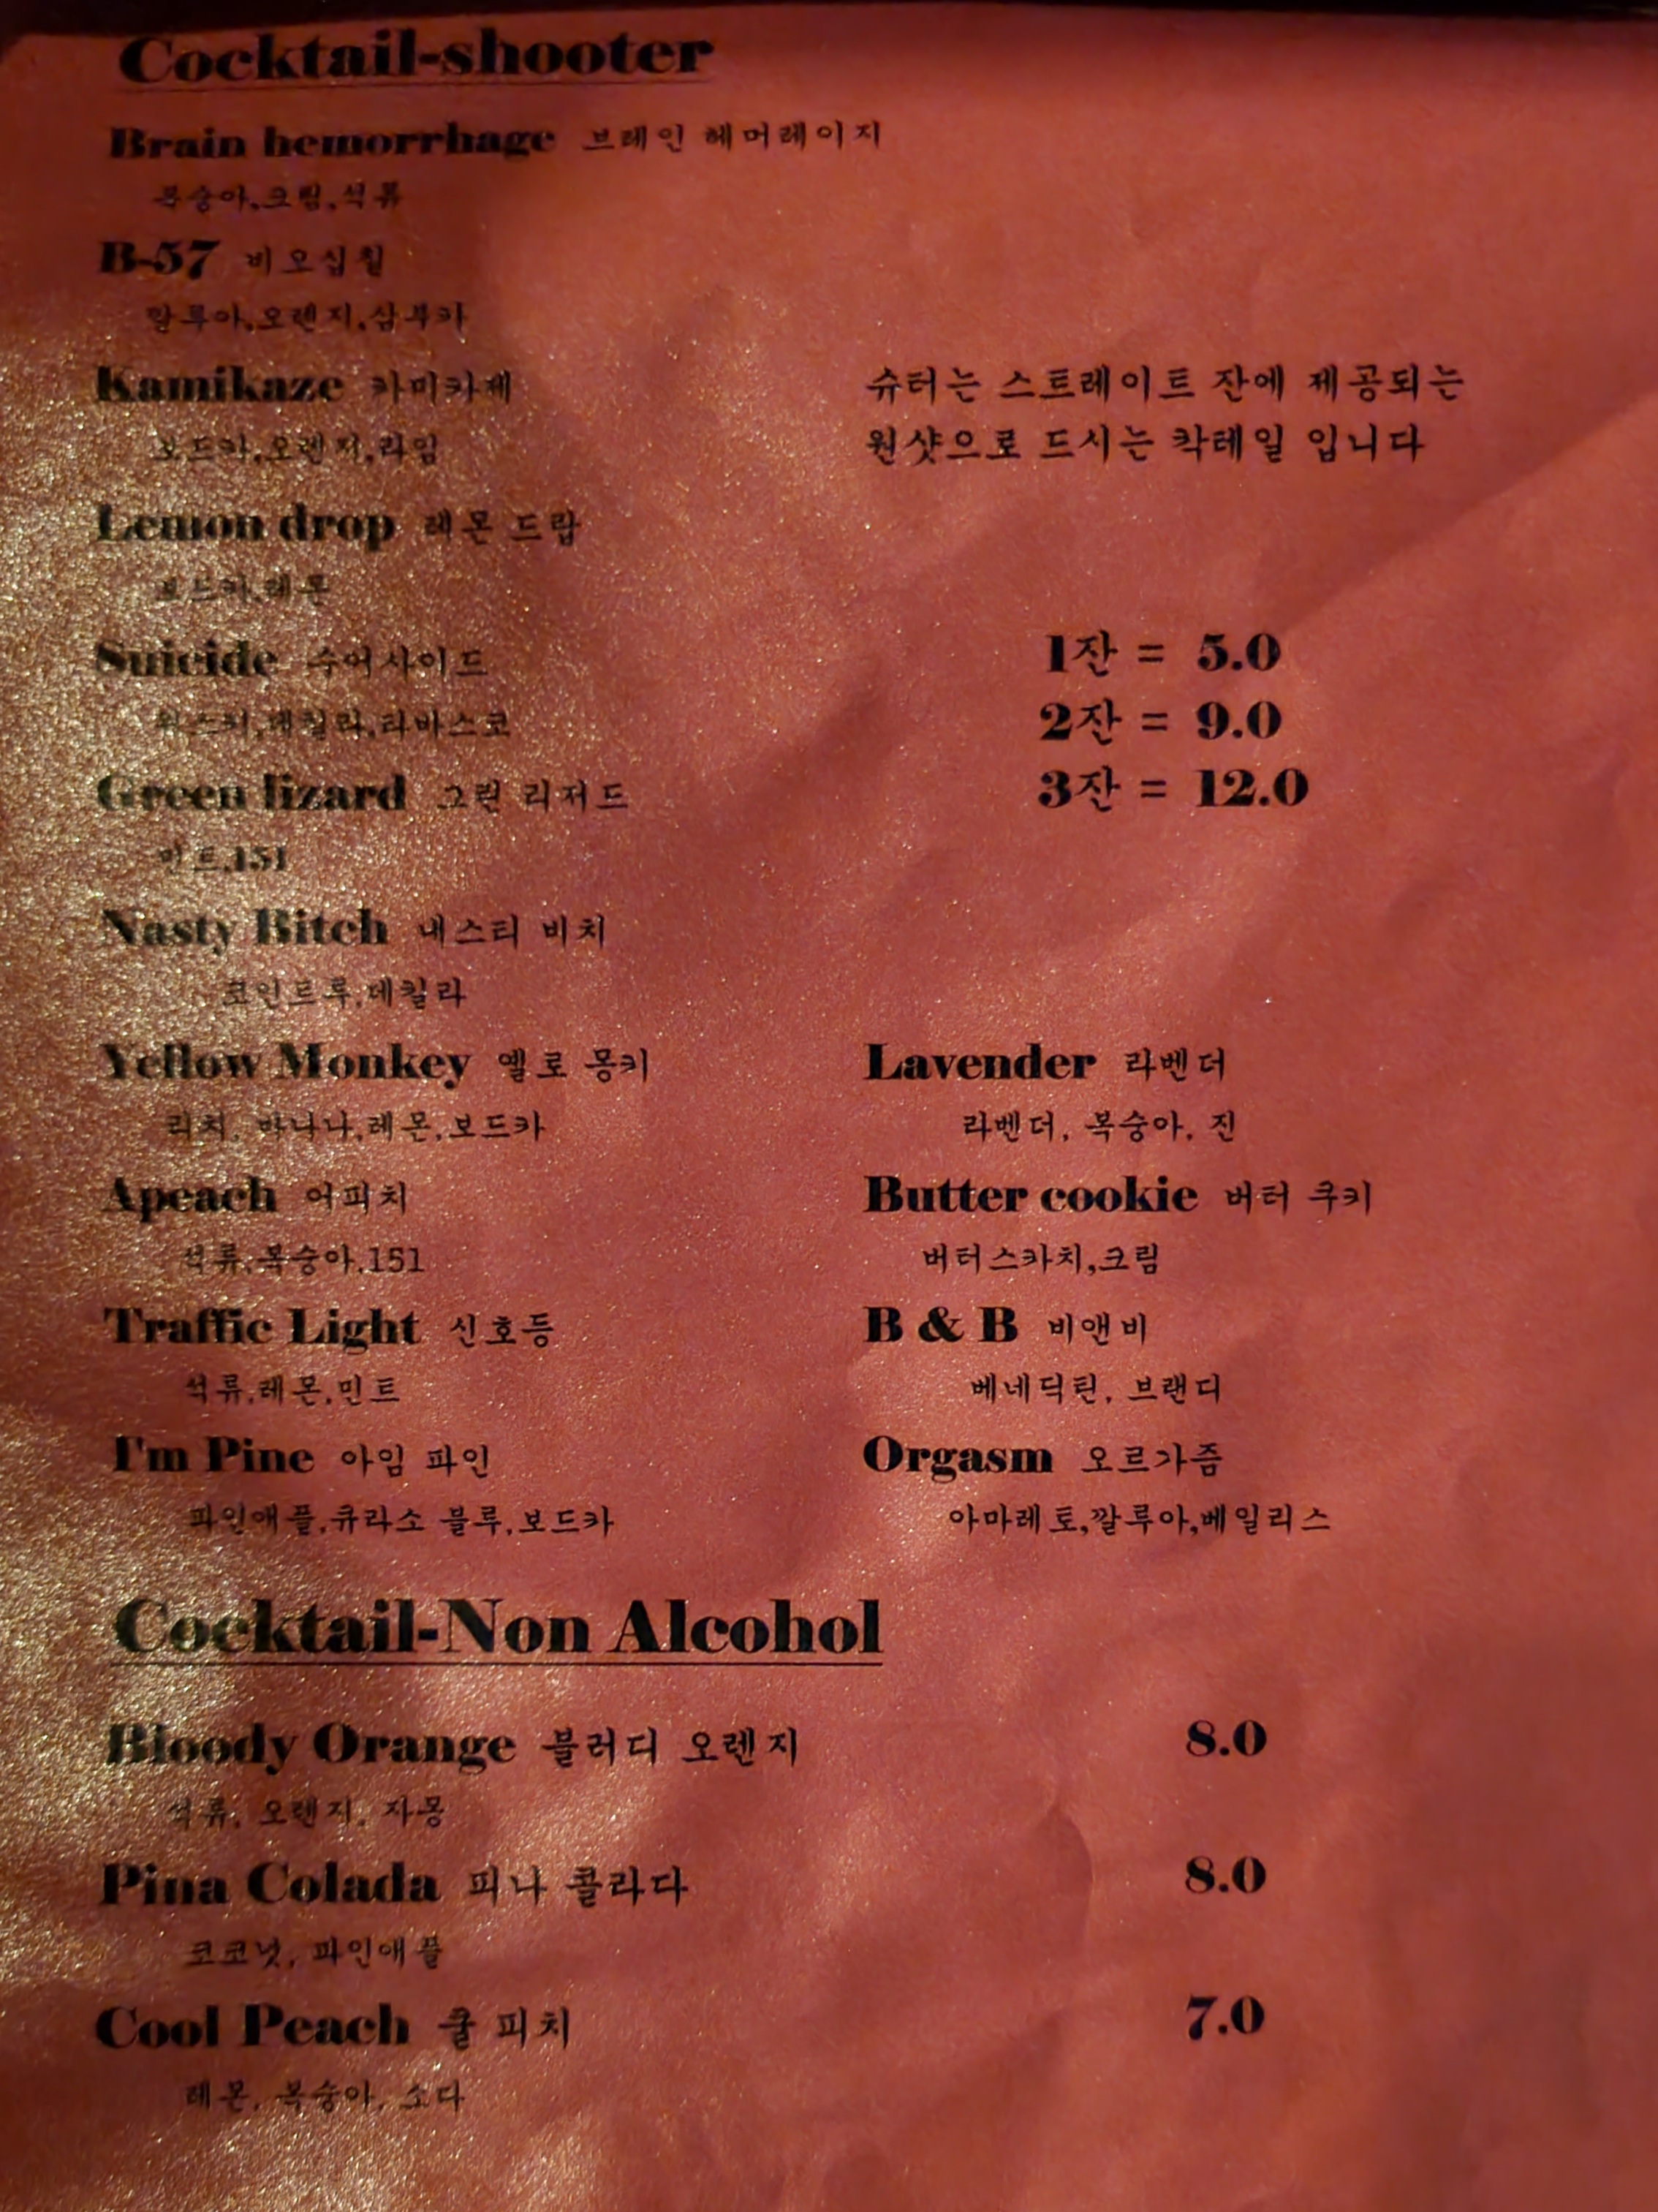 Cocktail-shooter
Brain hemorrhage 브레인 헤머레이지
복숭아,크림,석류
B-57 비오십칠
깔루아,오렌지,삼부카
Kamikaze 카미카제
보드카,오렌지,라임
슈터는 스트레이트 잔에 제공되는
원샷으로 드시는 칵테일 입니다
Lemon drop 레몬 드랍
보드카,레몬
Suicide 수어사이드
위스키,데킬라,타바스코
Green lizard 그린 리저드
민트,151
1잔 = 5.0
2잔 = 9.0
3잔 = 12.0
Nasty Bitch 내스티 비치
코인트루,데킬라
Yellow Monkey 옐로 몽키
리치, 바나나,레몬,보드카
Apeach 어피치
석류,복숭아,151
Traffic Light 신호등
석류,레몬,민트
I'm Pine 아임 파인
파인애플,큐라소 블루,보드카
Lavender 라벤더
라벤더, 복숭아, 진
Butter cookie 버터 쿠키
버터스카치,크림
B & B 비앤비
베네딕틴, 브랜디
Orgasm 오르가즘
아마레토,깔루아,베일리스
Cocktail-Non Alcohol
Bloody Orange 블러디 오렌지 8.0
석류, 오렌지, 자몽
Pina Colada 피나 콜라다 8.0
코코넛, 파인애플
Cool Peach 쿨 피치 7.0
레몬, 복숭아, 소다